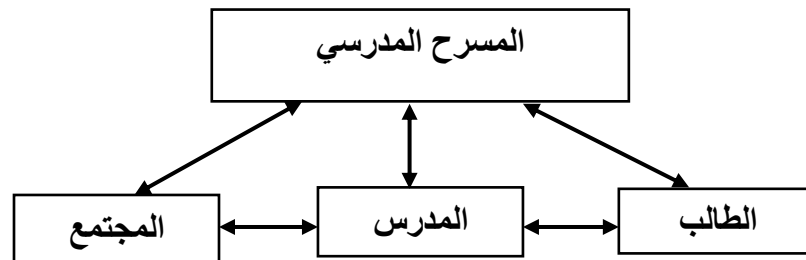 المسرح المدرسي
الطالب
المدرس
المجتمع